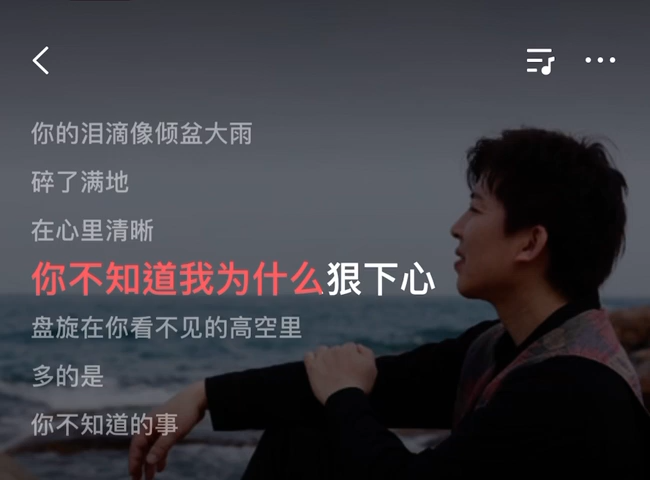 你的泪滴像倾盆大雨
碎了满地
在心里清晰
你不知道我为什么狠下心
盘旋在你看不见的高空里
多的是
你不知道的事